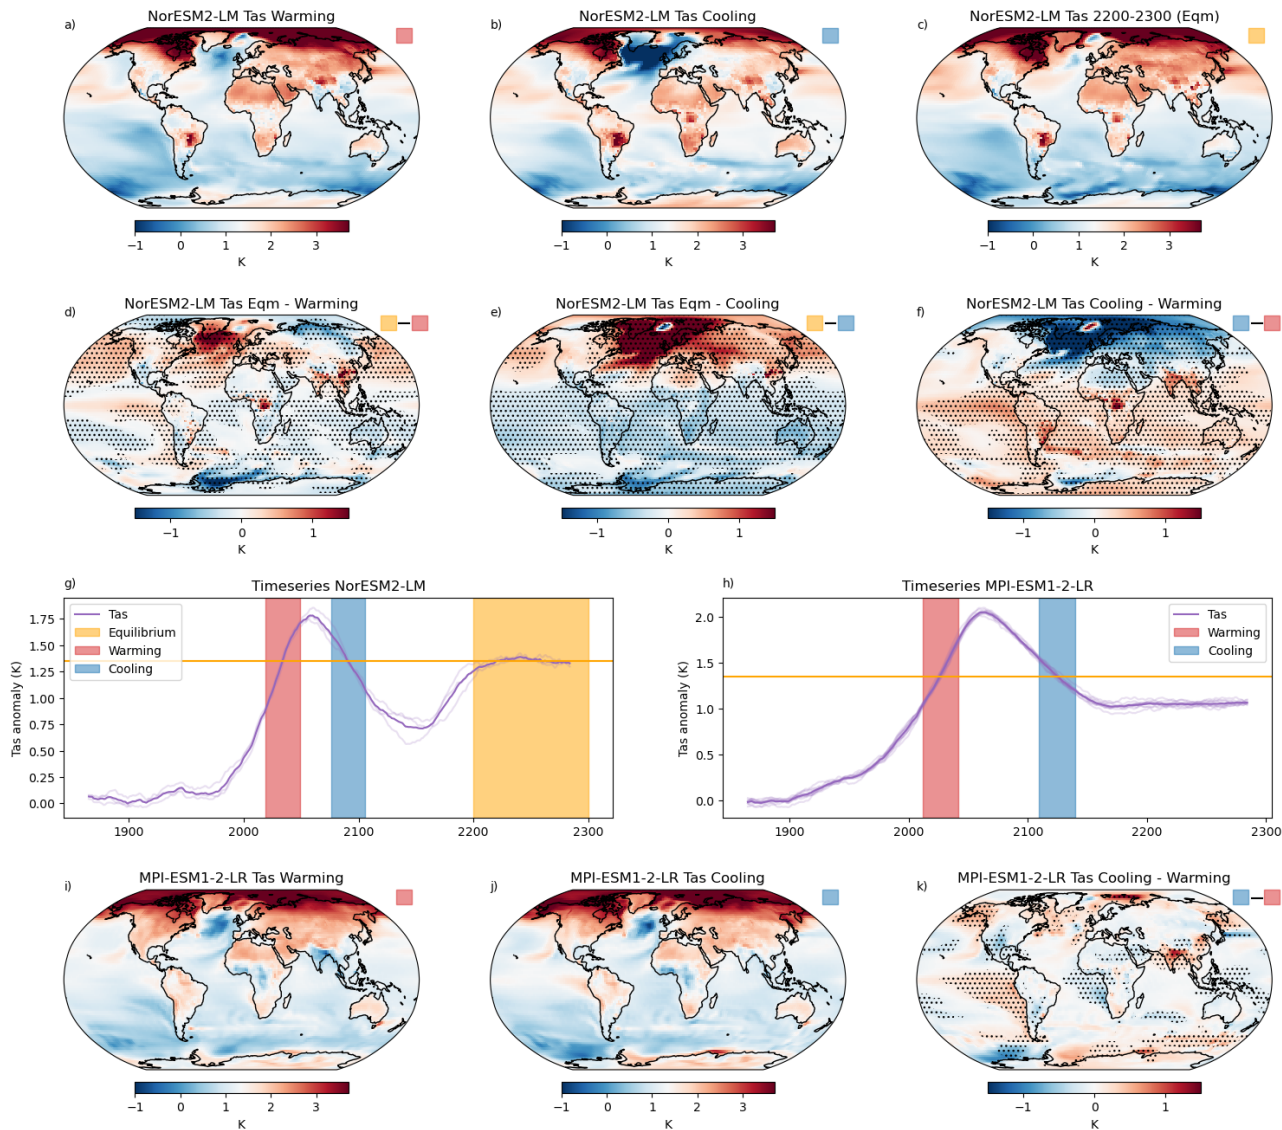 a) NorESM2-LM Tas Warming
b) NorESM2-LM Tas Cooling
c) NorESM2-LM Tas 2200-2300 (Eqm)
−1 0 1 2 3
K
−1 0 1 2 3
K
−1 0 1 2 3
K
d) NorESM2-LM Tas Eqm - Warming
e) NorESM2-LM Tas Eqm - Cooling
f) NorESM2-LM Tas Cooling - Warming
−1 0 1
K
−1 0 1
K
−1 0 1
K
g) Timeseries NorESM2-LM
Tas anomaly (K)
1.75
1.50
1.25
1.00
0.75
0.50
0.25
0.00
Tas
Equilibrium
Warming
Cooling
1900 2000 2100 2200 2300
h) Timeseries MPI-ESM1-2-LR
Tas anomaly (K)
2.0
1.5
1.0
0.5
0.0
Tas
Warming
Cooling
1900 2000 2100 2200 2300
i) MPI-ESM1-2-LR Tas Warming
j) MPI-ESM1-2-LR Tas Cooling
k) MPI-ESM1-2-LR Tas Cooling - Warming
−1 0 1 2 3
K
−1 0 1 2 3
K
−1 0 1
K